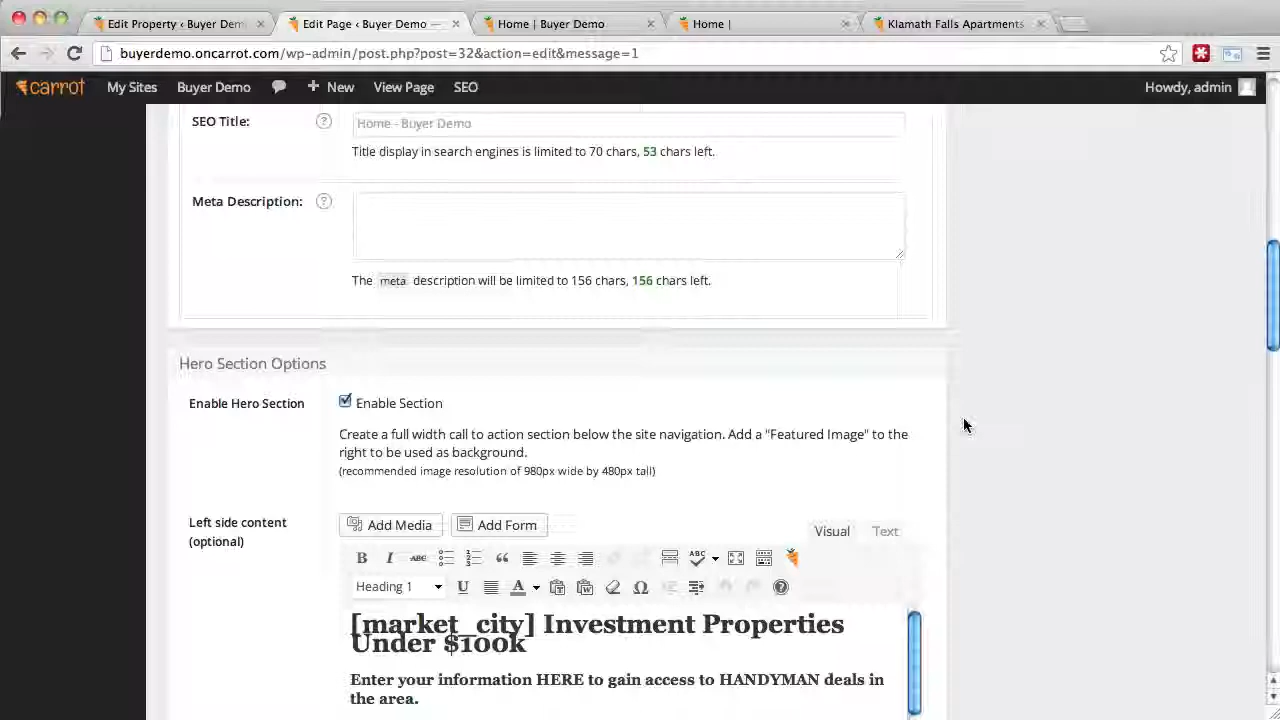 Edit Property ‹ Buyer Dem
Edit Page ‹ Buyer Demo —
Home | Buyer Demo
Home |
Klamath Falls Apartments
buyerdemo.oncarrot.com/wp-admin/post.php?post=32&action=edit&message=1
carrot
My Sites
Buyer Demo
New
View Page
SEO
Howdy, admin
SEO Title:
?
Home - Buyer Demo
Title display in search engines is limited to 70 chars, 53 chars left.
Meta Description:
?
The meta description will be limited to 156 chars, 156 chars left.
Hero Section Options
Enable Hero Section
Enable Section
Create a full width call to action section below the site navigation. Add a "Featured Image" to the
right to be used as background.
(recommended image resolution of 980px wide by 480px tall)
Left side content
(optional)
Add Media
Add Form
Visual
Text
B I ABC
ABC
Heading 1
U
A
Ω
?
[market_city] Investment Properties
Under $100k
Enter your information HERE to gain access to HANDYMAN deals in
the area.